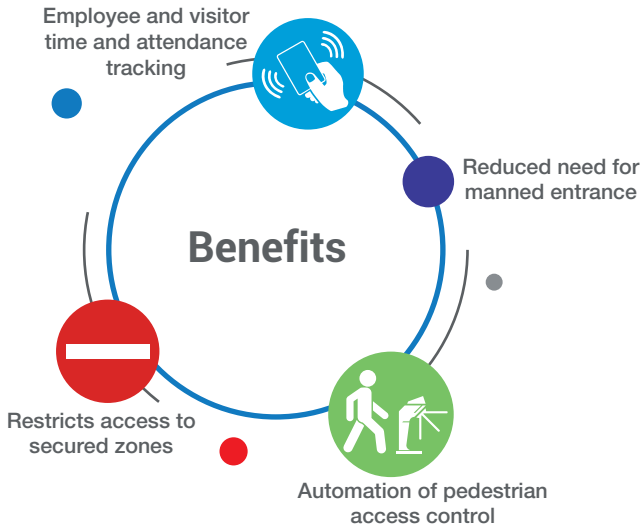 Employee and visitor
time and attendance
tracking
Reduced need for
manned entrance
Benefits
Restricts access to
secured zones
Automation of pedestrian
access control